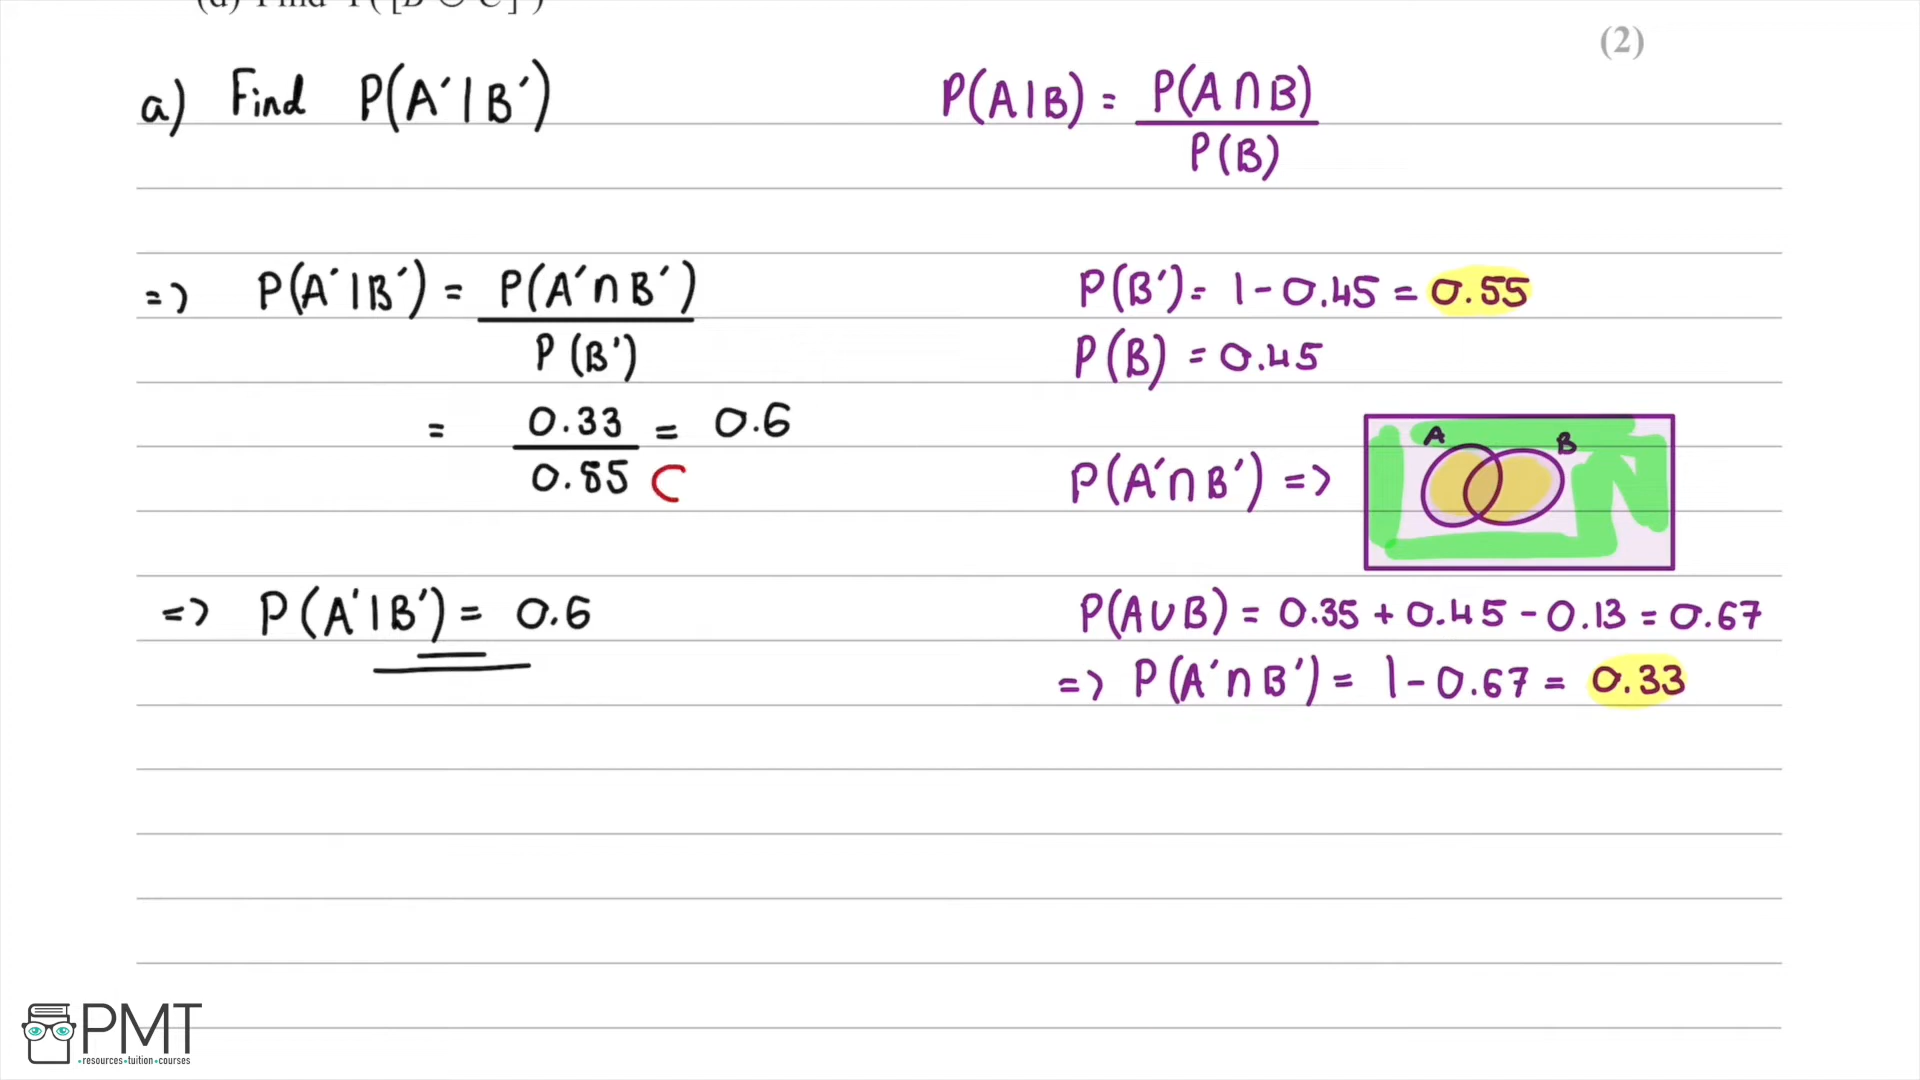 (2)
a) Find P(A′|B′)
P(A|B) = P(A∩B)
P(B)
=> P(A′|B′) = P(A′∩B′)
P(B′)
= 0.33 = 0.6
0.55 C
=> P(A′|B′) = 0.6
P(B′) = 1 - 0.45 = 0.55
P(B) = 0.45
P(A′∩B′) =>
A B
P(A∪B) = 0.35 + 0.45 - 0.13 = 0.67
=> P(A′∩B′) = 1 - 0.67 = 0.33
PMT
•resources•tuition•courses